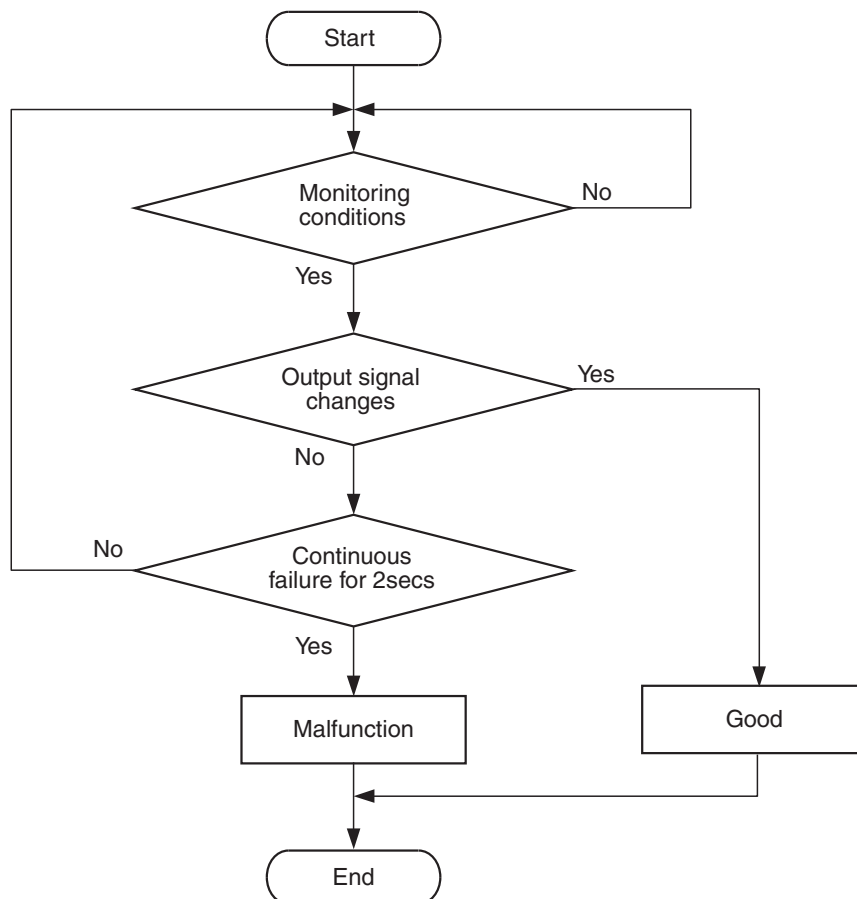 Start
Monitoring
conditions
No
Yes
Output signal
changes
Yes
No
Continuous
failure for 2secs
No
Yes
Malfunction
Good
End